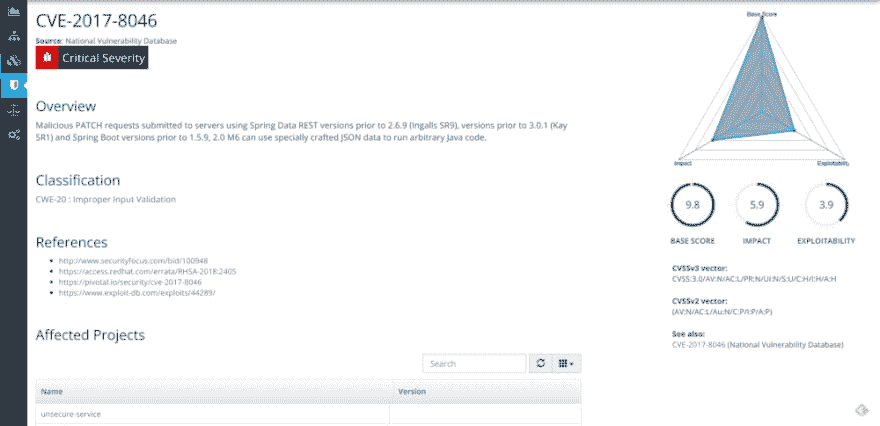 CVE-2017-8046
Source: National Vulnerability Database
Critical Severity
Overview
Malicious PATCH requests submitted to servers using Spring Data REST versions prior to 2.6.9 (Ingalls SR9), versions prior to 3.0.1 (Kay
SR1) and Spring Boot versions prior to 1.5.9, 2.0 M6 can use specially crafted JSON data to run arbitrary Java code.
Classification
CWE-20 : Improper Input Validation
References
http://www.securityfocus.com/bid/100948
https://access.redhat.com/errata/RHSA-2018:2405
https://pivotal.io/security/cve-2017-8046
https://www.exploit-db.com/exploits/44289/
Affected Projects
Search
Name Version
unsecure-service
Base Score
Impact Exploitability
9.8 5.9 3.9
BASE SCORE IMPACT EXPLOITABILITY
CVSSv3 vector:
CVSS:3.0/AV:N/AC:L/PR:N/UI:N/S:U/C:H/I:H/A:H
CVSSv2 vector:
(AV:N/AC:L/Au:N/C:P/I:P/A:P)
See also:
CVE-2017-8046 (National Vulnerability Database)